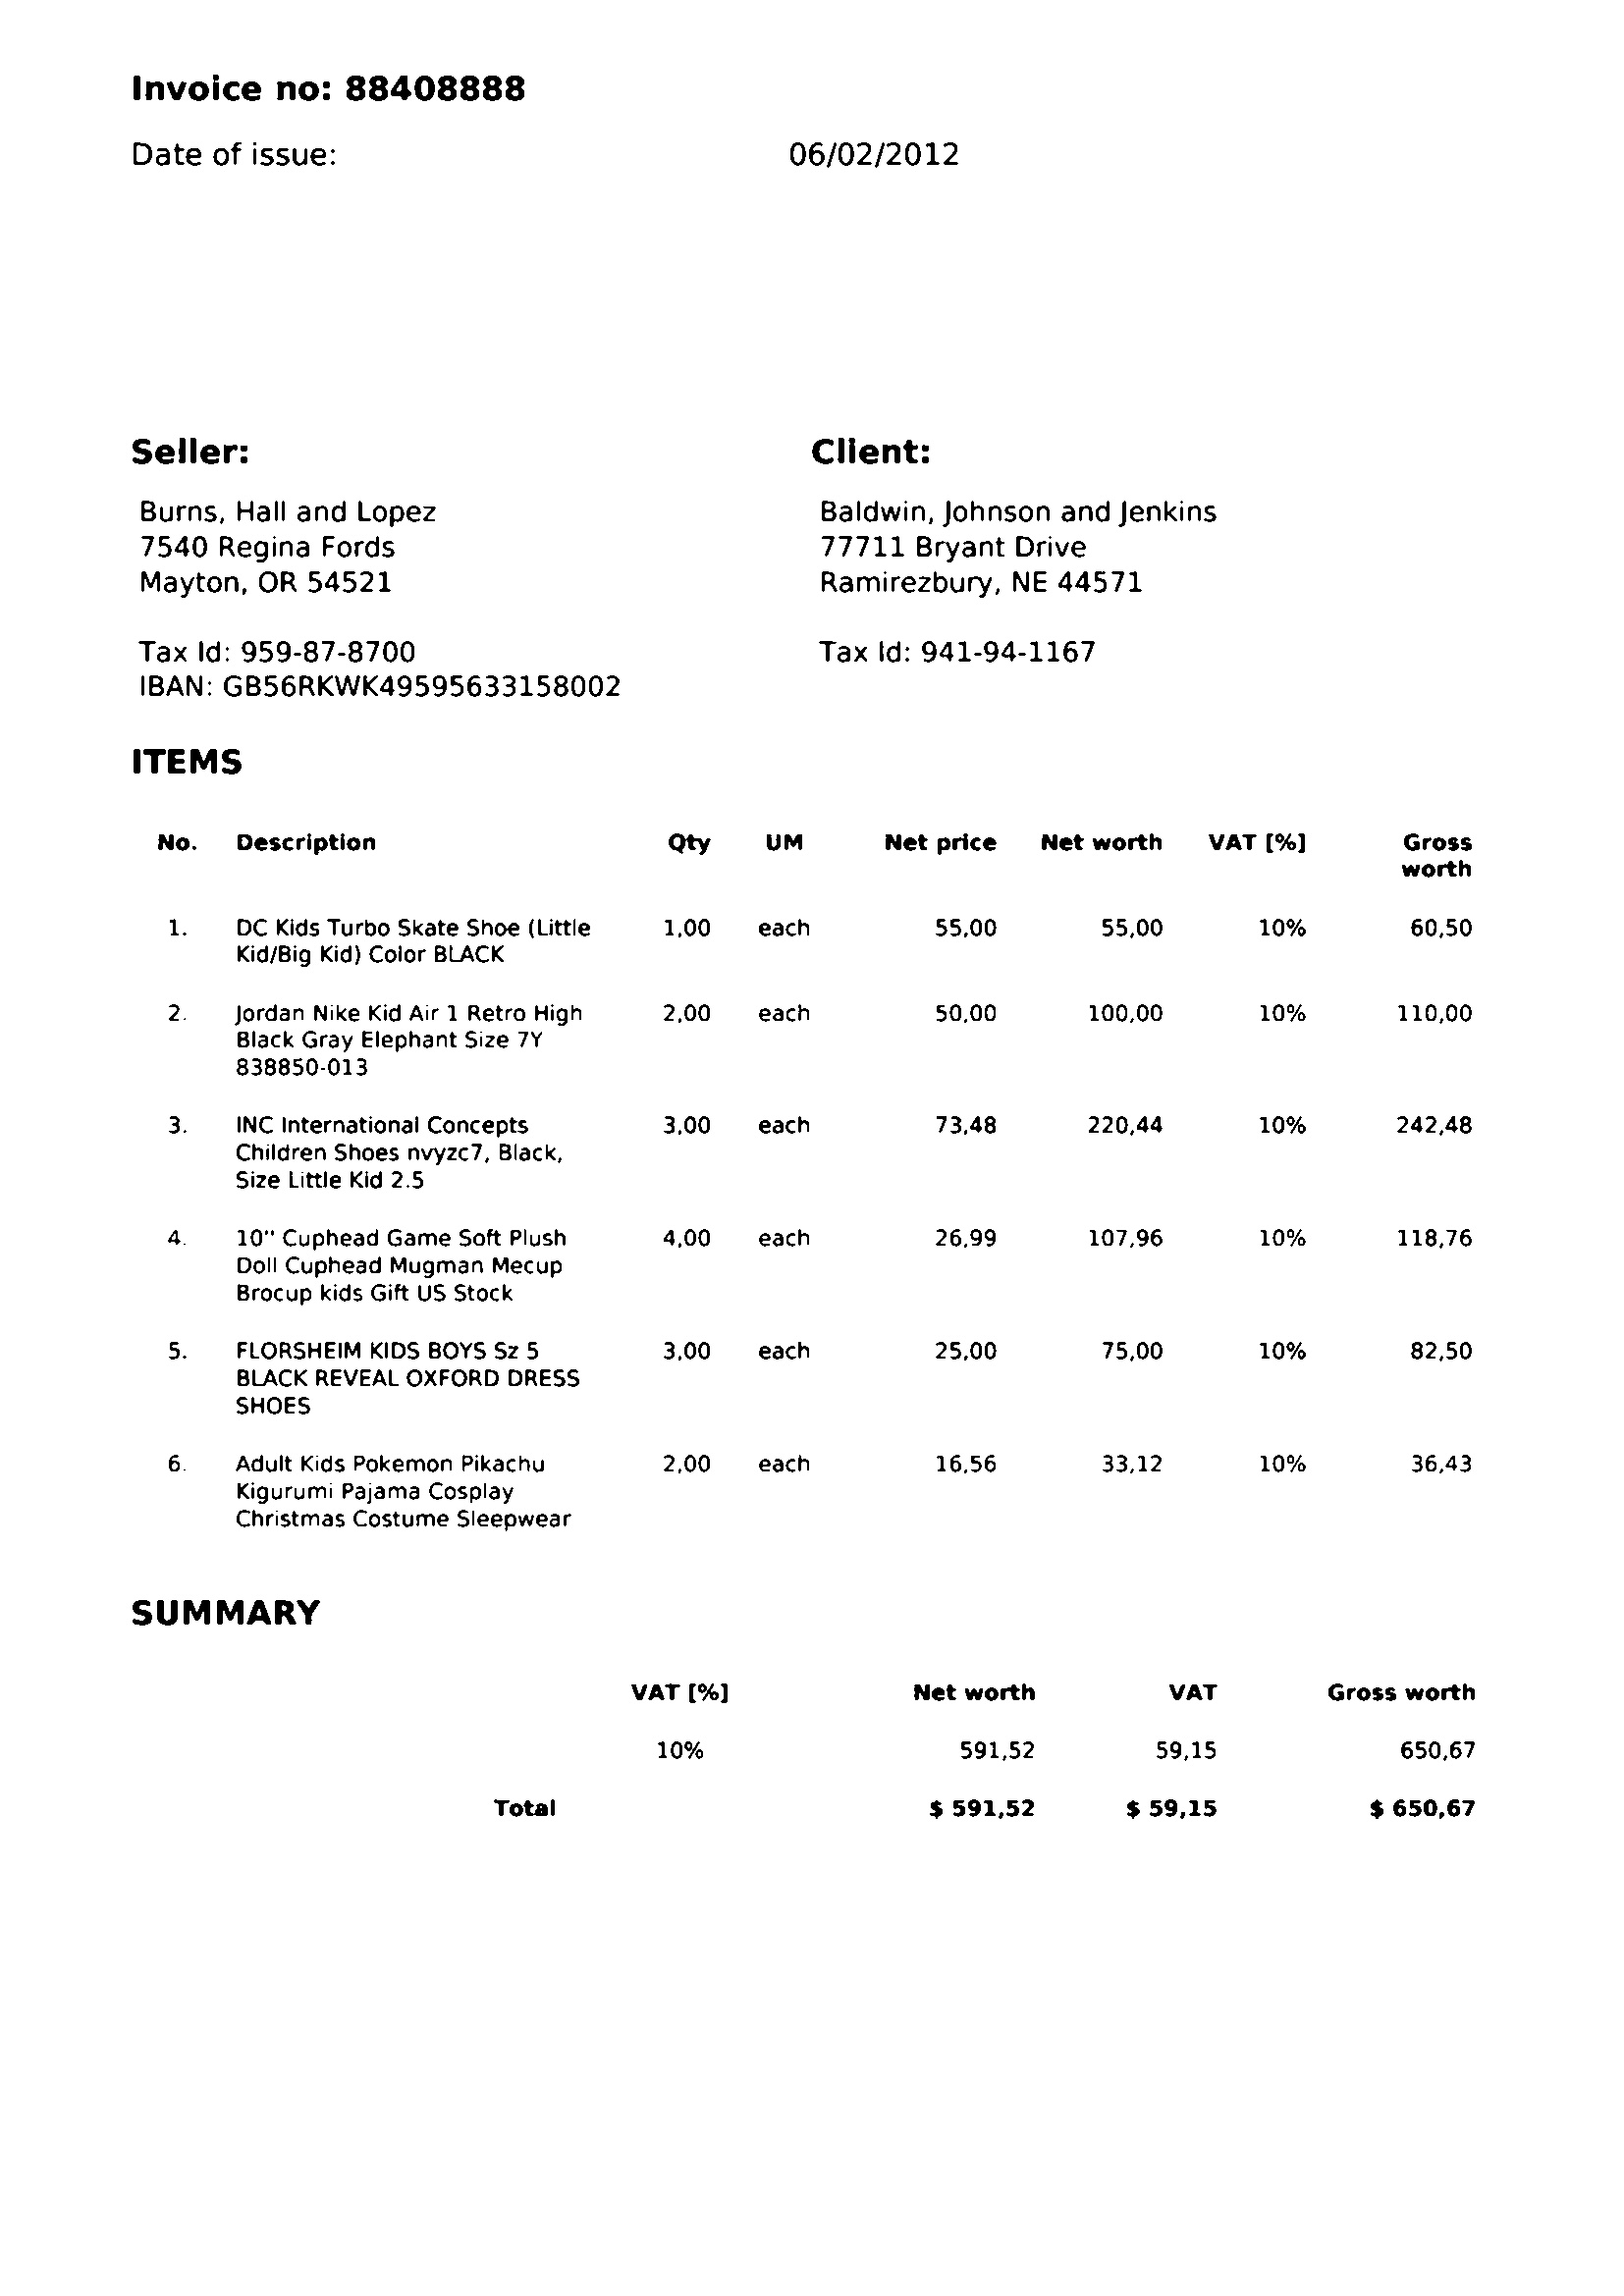 Invoice no: 88408888
Date of issue: 06/02/2012
Seller: Client:
Burns, Hall and Lopez Baldwin, Johnson and Jenkins
7540 Regina Fords 77711 Bryant Drive
Mayton, OR 54521 Ramirezbury, NE 44571
Tax Id: 959-87-8700 Tax Id: 941-94-1167
IBAN: GB56RKWK49595633158002
ITEMS
No. Description Qty UM Net price Net worth VAT [%] Gross
worth
1. DC Kids Turbo Skate Shoe (Little 1,00 each 55,00 55,00 10% 60,50
Kid/Big Kid) Color BLACK
2. Jordan Nike Kid Air 1 Retro High 2,00 each 50,00 100,00 10% 110,00
Black Gray Elephant Size 7Y
838850-013
3. INC International Concepts 3,00 each 73,48 220,44 10% 242,48
Children Shoes nvyzc7, Black,
Size Little Kid 2.5
4. 10" Cuphead Game Soft Plush 4,00 each 26,99 107,96 10% 118,76
Doll Cuphead Mugman Mecup
Brocup kids Gift US Stock
5. FLORSHEIM KIDS BOYS Sz 5 3,00 each 25,00 75,00 10% 82,50
BLACK REVEAL OXFORD DRESS
SHOES
6. Adult Kids Pokemon Pikachu 2,00 each 16,56 33,12 10% 36,43
Kigurumi Pajama Cosplay
Christmas Costume Sleepwear
SUMMARY
VAT [%] Net worth VAT Gross worth
10% 591,52 59,15 650,67
Total $ 591,52 $ 59,15 $ 650,67